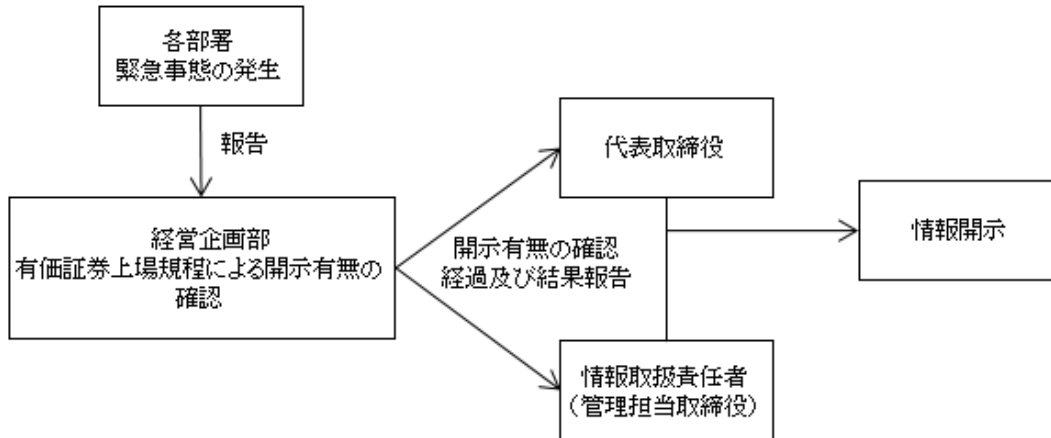 各部署
緊急事態の発生
報告
経営企画部
有価証券上場規程による開示有無の
確認
開示有無の確認
経過及び結果報告
代表取締役
情報取扱責任者
（管理担当取締役）
情報開示